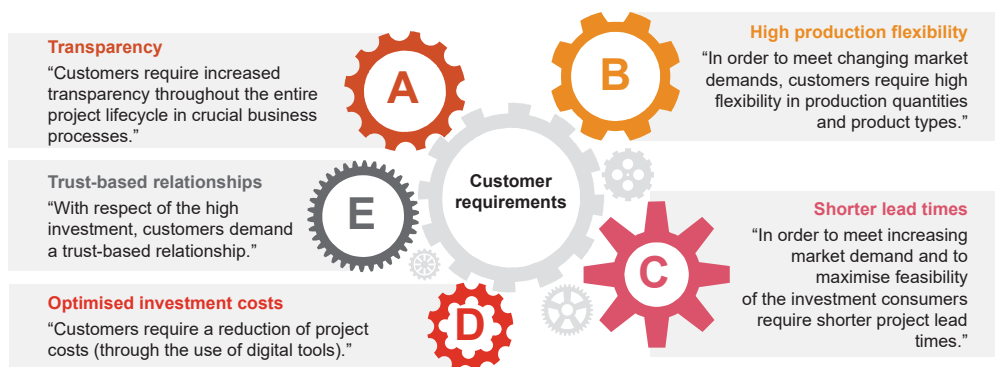 Transparency
“Customers require increased
transparency throughout the entire
project lifecycle in crucial business
processes.”
A
B
High production flexibility
“In order to meet changing market
demands, customers require high
flexibility in production quantities
and product types.”
Trust-based relationships
“With respect of the high
investment, customers demand
a trust-based relationship.”
E
Customer
requirements
C
Shorter lead times
“In order to meet increasing
market demand and to
maximise feasibility
of the investment consumers
require shorter project lead
times.”
Optimised investment costs
“Customers require a reduction of project
costs (through the use of digital tools).”
D